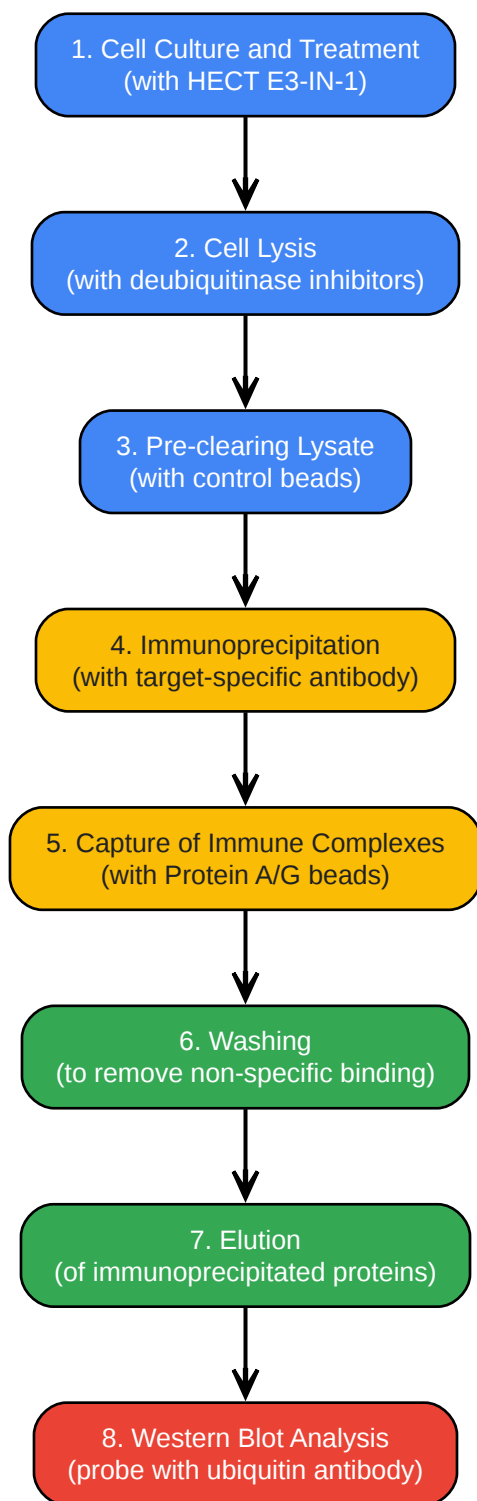 1. Cell Culture and Treatment
(with HECT E3-IN-1)
2. Cell Lysis
(with deubiquitinase inhibitors)
3. Pre-clearing Lysate
(with control beads)
4. Immunoprecipitation
(with target-specific antibody)
5. Capture of Immune Complexes
(with Protein A/G beads)
6. Washing
(to remove non-specific binding)
7. Elution
(of immunoprecipitated proteins)
8. Western Blot Analysis
(probe with ubiquitin antibody)